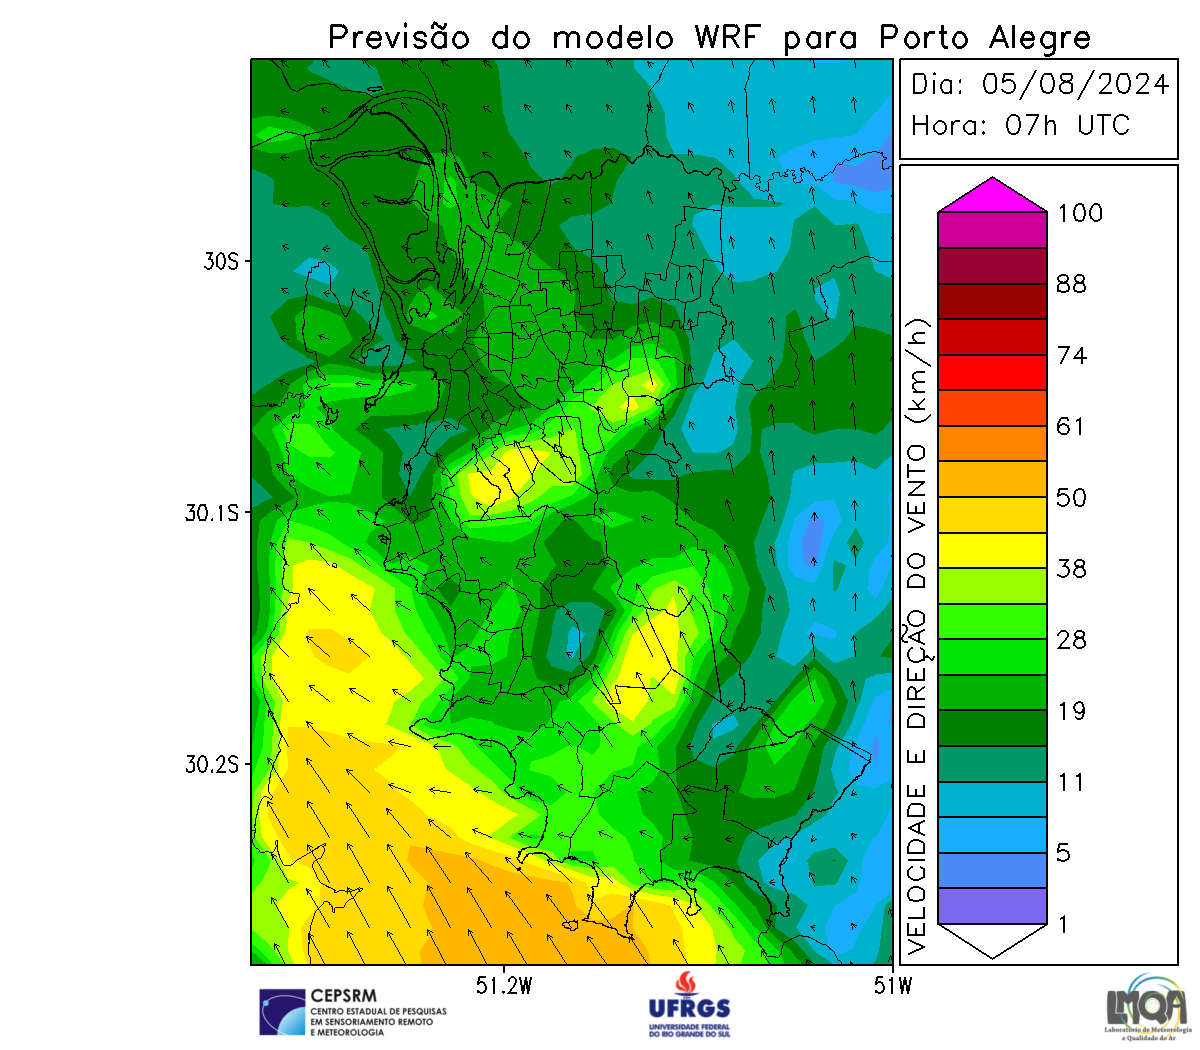 Previsão do modelo WRF para Porto Alegre
Dia: 05/08/2024
Hora: 07h UTC
100
88
74
61
50
38
28
19
11
5
1
VELOCIDADE E DIREÇÃO DO VENTO (km/h)
30S
30.1S
30.2S
51.2W
51W
CEPSRM
CENTRO ESTADUAL DE PESQUISAS
EM SENSORIAMENTO REMOTO
E METEOROLOGIA
UFRGS
UNIVERSIDADE FEDERAL
DO RIO GRANDE DO SUL
LMQA
Laboratório de Meteorologia
e Qualidade do Ar